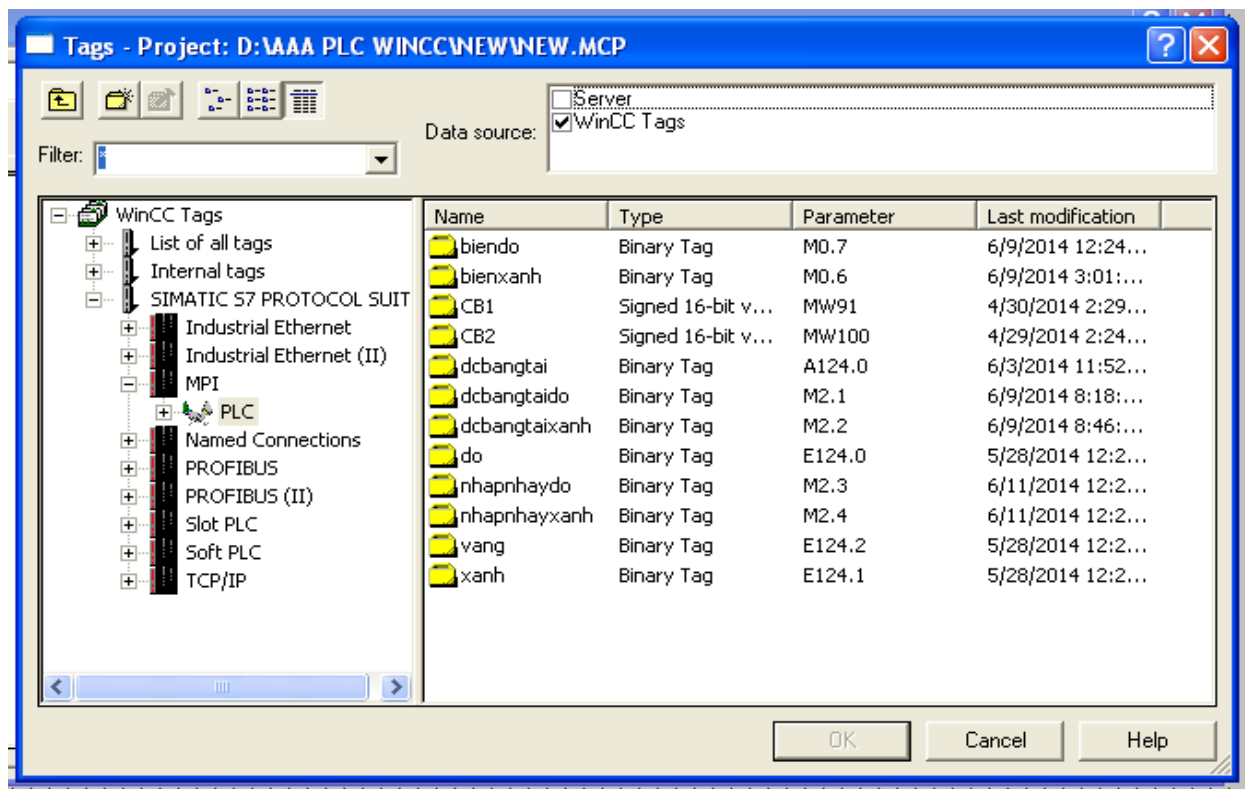 Tags - Project: D:\AAA PLC WINCC\NEW\NEW.MCP
Server
Data source: WinCC Tags
Filter: *
WinCC Tags
List of all tags
Internal tags
SIMATIC S7 PROTOCOL SUIT
Industrial Ethernet
Industrial Ethernet (II)
MPI
PLC
Named Connections
PROFIBUS
PROFIBUS (II)
Slot PLC
Soft PLC
TCP/IP
Name Type Parameter Last modification
biendo Binary Tag M0.7 6/9/2014 12:24...
bienxanh Binary Tag M0.6 6/9/2014 3:01:...
CB1 Signed 16-bit v... MW91 4/30/2014 2:29...
CB2 Signed 16-bit v... MW100 4/29/2014 2:24...
dcbangtai Binary Tag A124.0 6/3/2014 11:52...
dcbangtaido Binary Tag M2.1 6/9/2014 8:18:...
dcbangtaixanh Binary Tag M2.2 6/9/2014 8:46:...
do Binary Tag E124.0 5/28/2014 12:2...
nhapnhaydo Binary Tag M2.3 6/11/2014 12:2...
nhapnhayxanh Binary Tag M2.4 6/11/2014 12:2...
vang Binary Tag E124.2 5/28/2014 12:2...
xanh Binary Tag E124.1 5/28/2014 12:2...
OK Cancel Help